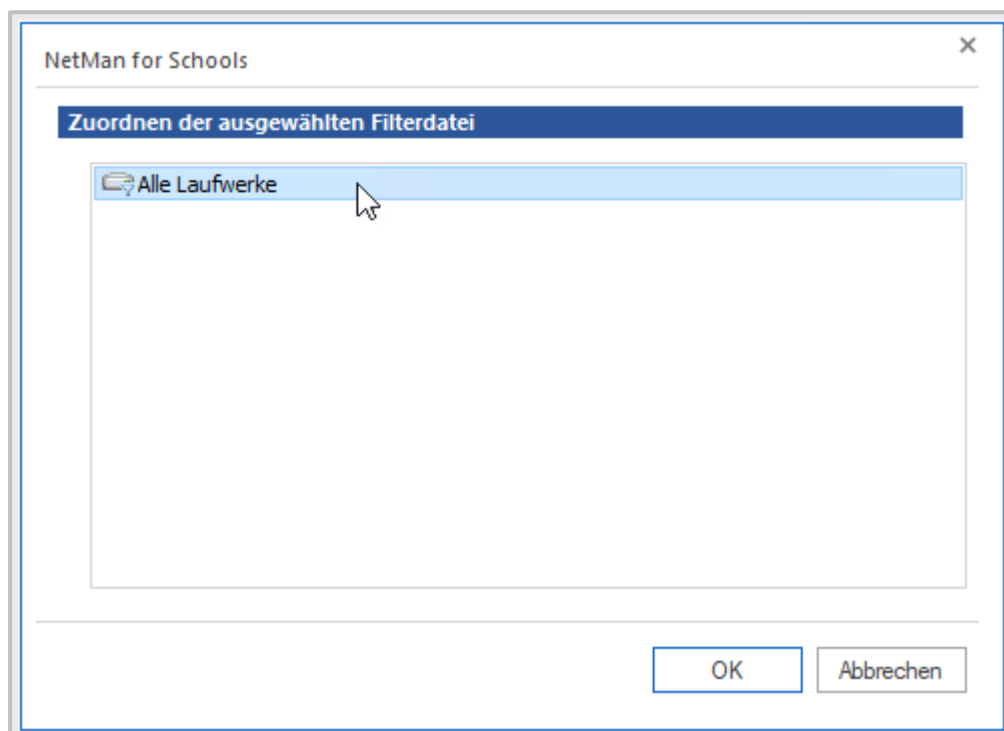 NetMan for Schools
Zuordnen der ausgewählten Filterdatei
Alle Laufwerke
OK
Abbrechen